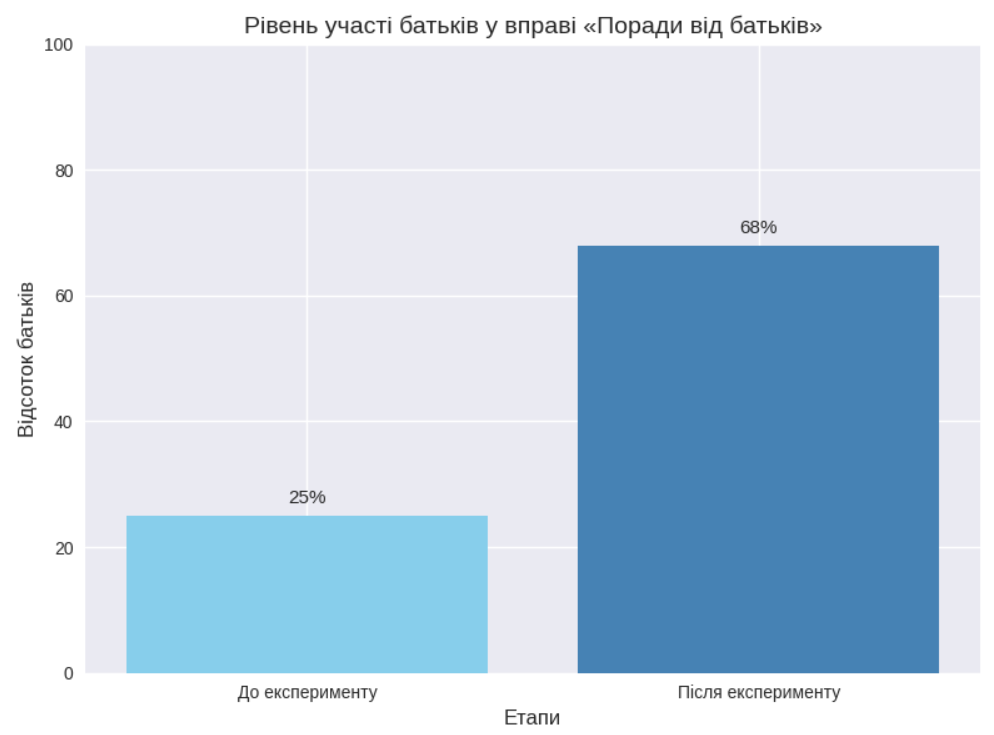 Рівень участі батьків у вправі «Поради від батьків»
100
80
60
40
20
0
Відсоток батьків
25%
68%
До експерименту
Після експерименту
Етапи